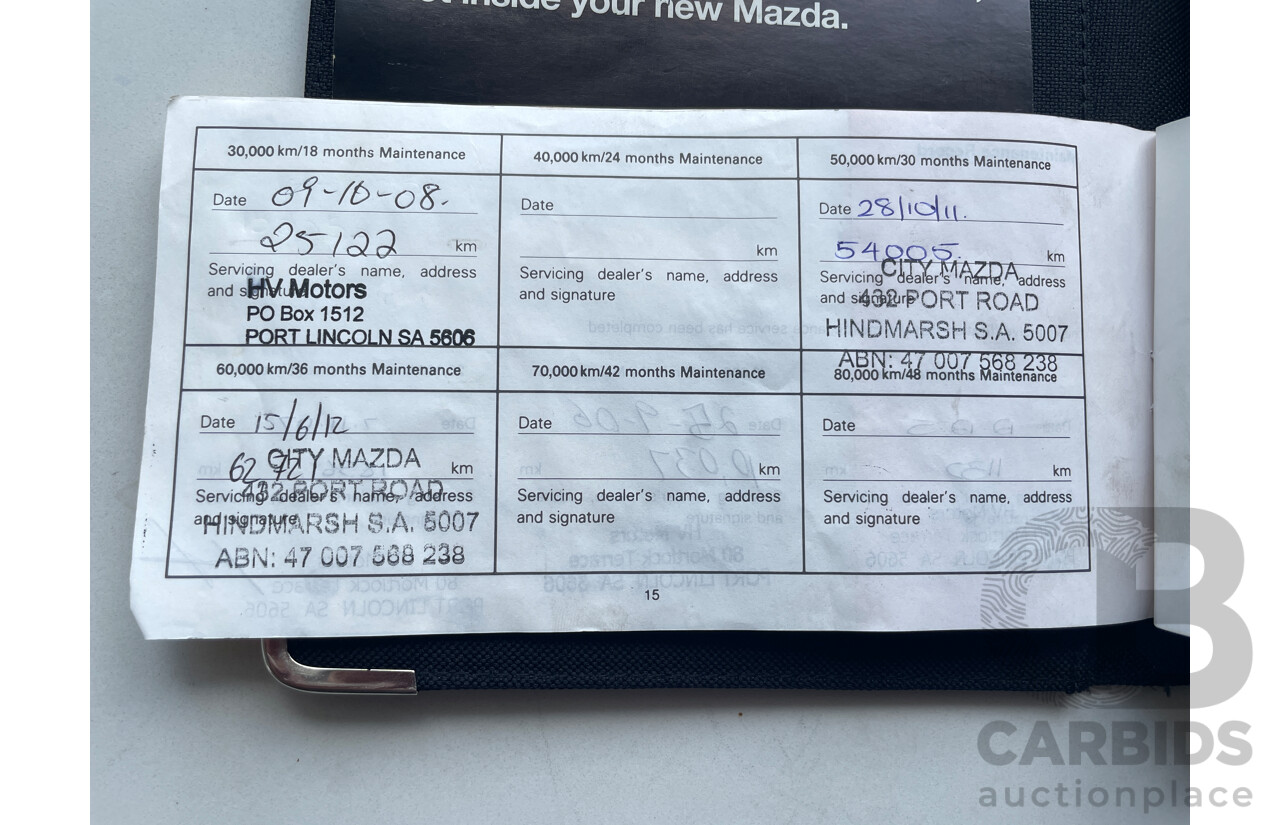 inside your new Mazda.
30,000 km/18 months Maintenance
Date 09-10-08.
25122 km
Servicing dealer's name, address
and signature
HV Motors
PO Box 1512
PORT LINCOLN SA 5606
40,000 km/24 months Maintenance
Date
km
Servicing dealer's name, address
and signature
50,000 km/30 months Maintenance
Date 28/10/11.
54005. km
Servicing dealer's name, address
and signature
CITY MAZDA
432 PORT ROAD
HINDMARSH S.A. 5007
ABN: 47 007 568 238
60,000 km/36 months Maintenance
Date 15/6/12
km
Servicing dealer's name, address
and signature
CITY MAZDA
432 PORT ROAD
HINDMARSH S.A. 5007
ABN: 47 007 568 238
70,000 km/42 months Maintenance
Date
km
Servicing dealer's name, address
and signature
80,000 km/48 months Maintenance
Date
km
Servicing dealer's name, address
and signature
15
CARBIDS
auctionplace